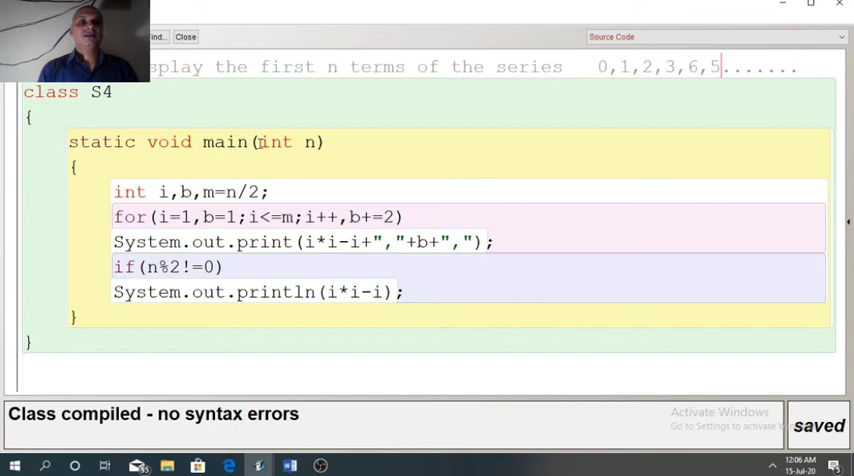 ind... Close Source Code
splay the first n terms of the series 0,1,2,3,6,5.......
class S4
{
static void main(int n)
{
int i,b,m=n/2;
for(i=1,b=1;i<=m;i++,b+=2)
System.out.print(i*i-i+","+b+",");
if(n%2!=0)
System.out.println(i*i-i);
}
}
Class compiled - no syntax errors
Activate Windows
Go to Settings to activate
saved
12:06 AM
15-Jul-20